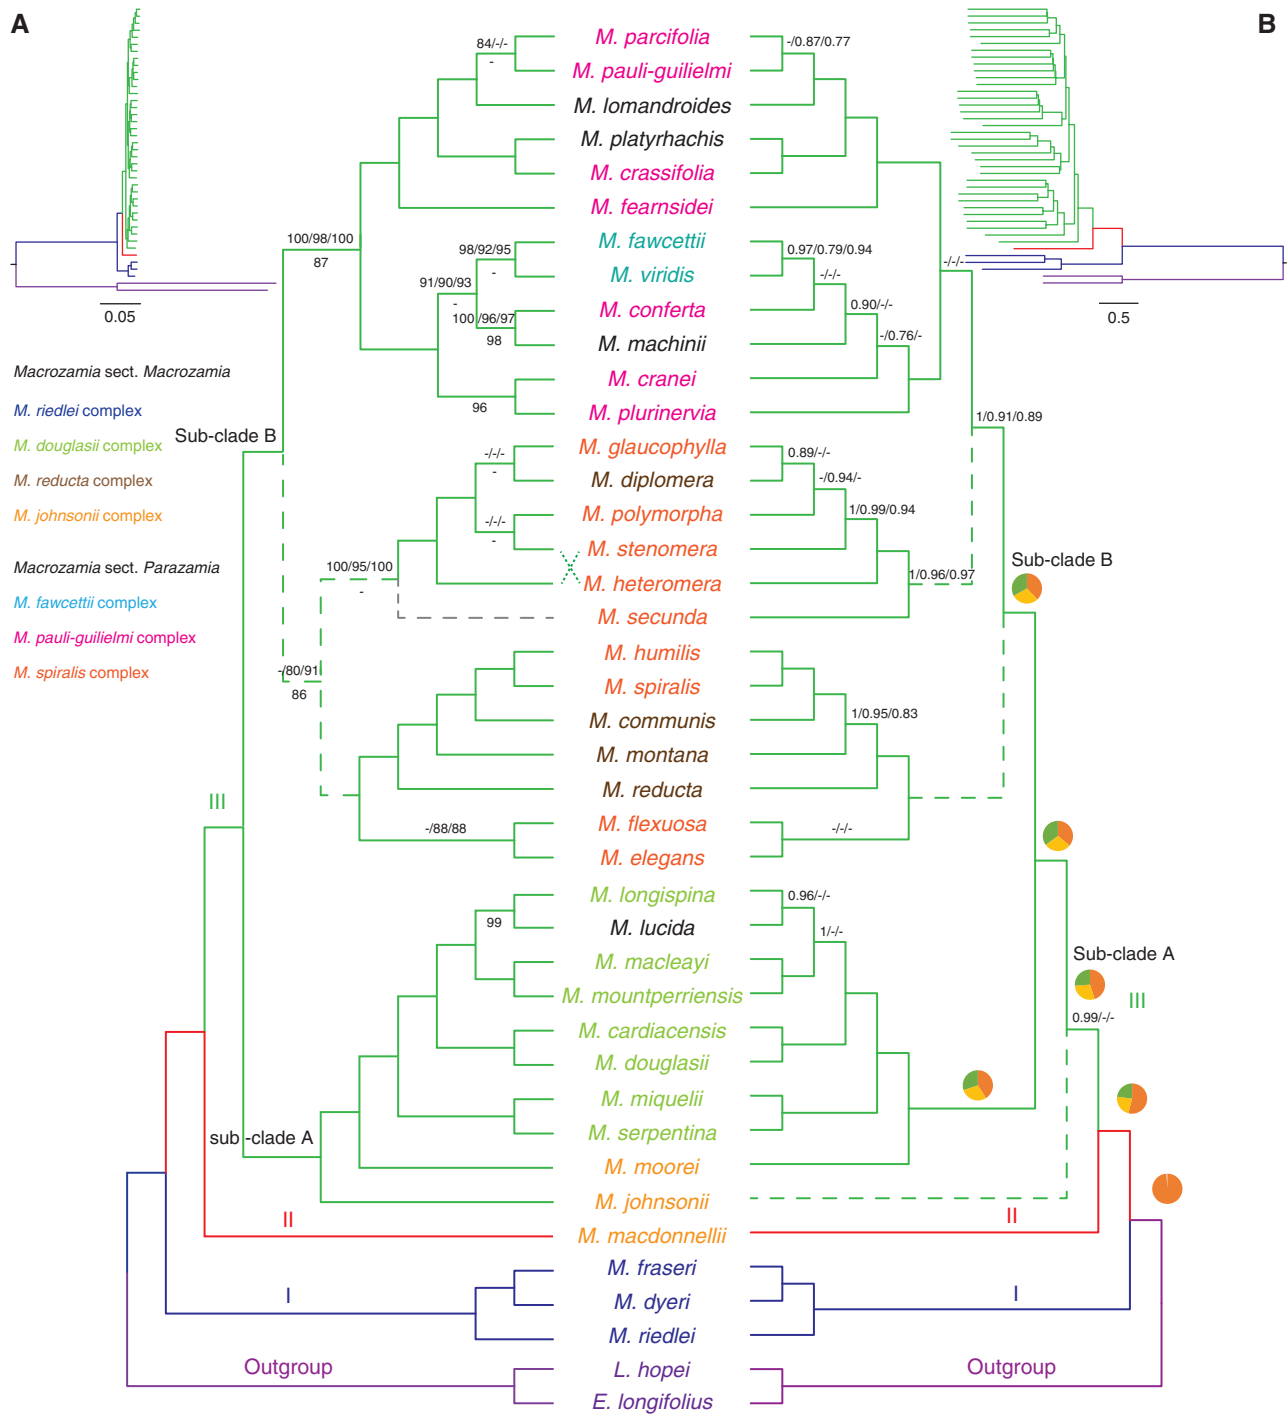 A
B
M. parcifolia
M. pauli-guilielmi
M. lomandroides
M. platyrhachis
M. crassifolia
M. fearnsidei
M. fawcettii
M. viridis
M. conferta
M. machinii
M. cranei
M. plurinervia
M. glaucophylla
M. diplomera
M. polymorpha
M. stenomera
M. heteromera
M. secunda
M. humilis
M. spiralis
M. communis
M. montana
M. reducta
M. flexuosa
M. elegans
M. longispina
M. lucida
M. macleayi
M. mountperriensis
M. cardiacensis
M. douglasii
M. miquelii
M. serpentina
M. moorei
M. johnsonii
M. macdonnellii
M. fraseri
M. dyeri
M. riedlei
L. hopei
E. longifolius
0.05
Macrozamia sect. Macrozamia
M. riedlei complex
M. douglasii complex
M. reducta complex
M. johnsonii complex
Macrozamia sect. Parazamia
M. fawcettii complex
M. pauli-guilielmi complex
M. spiralis complex
84/-/-
-
100/98/100
87
98/92/95
-
91/90/93
-
100/96/97
98
96
Sub-clade B
-/-/-
-
-/-/-
-
100/95/100
-
-/80/91
86
-/88/88
III
99
sub-clade A
II
I
Outgroup
0.5
-/0.87/0.77
0.97/0.79/0.94
-/-/-
-/-/-
0.90/-/-
-/0.76/-
1/0.91/0.89
0.89/-/-
-/0.94/-
1/0.99/0.94
1/0.96/0.97
Sub-clade B
1/0.95/0.83
-/-/-
0.96/-/-
1/-/-
Sub-clade A
III
0.99/-/-
II
I
Outgroup